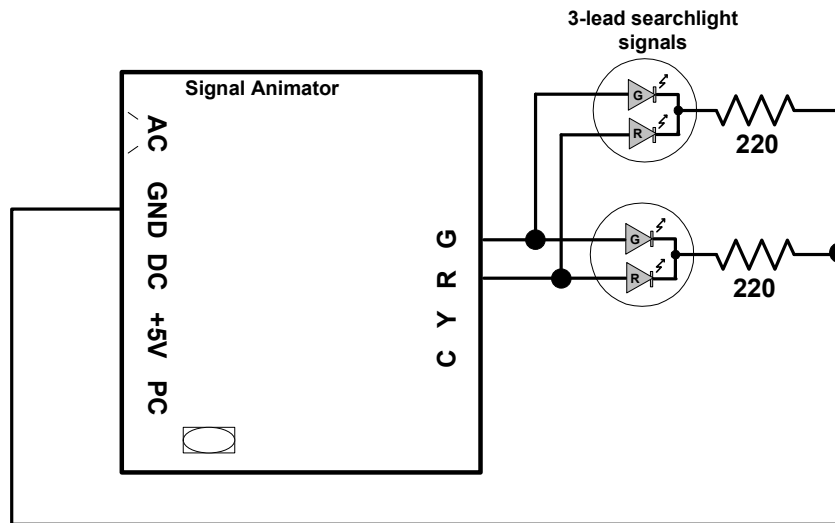 3-lead searchlight
signals
Signal Animator
AC
GND
DC
+5V
PC
G
R
Y
C
G
R
220
G
R
220